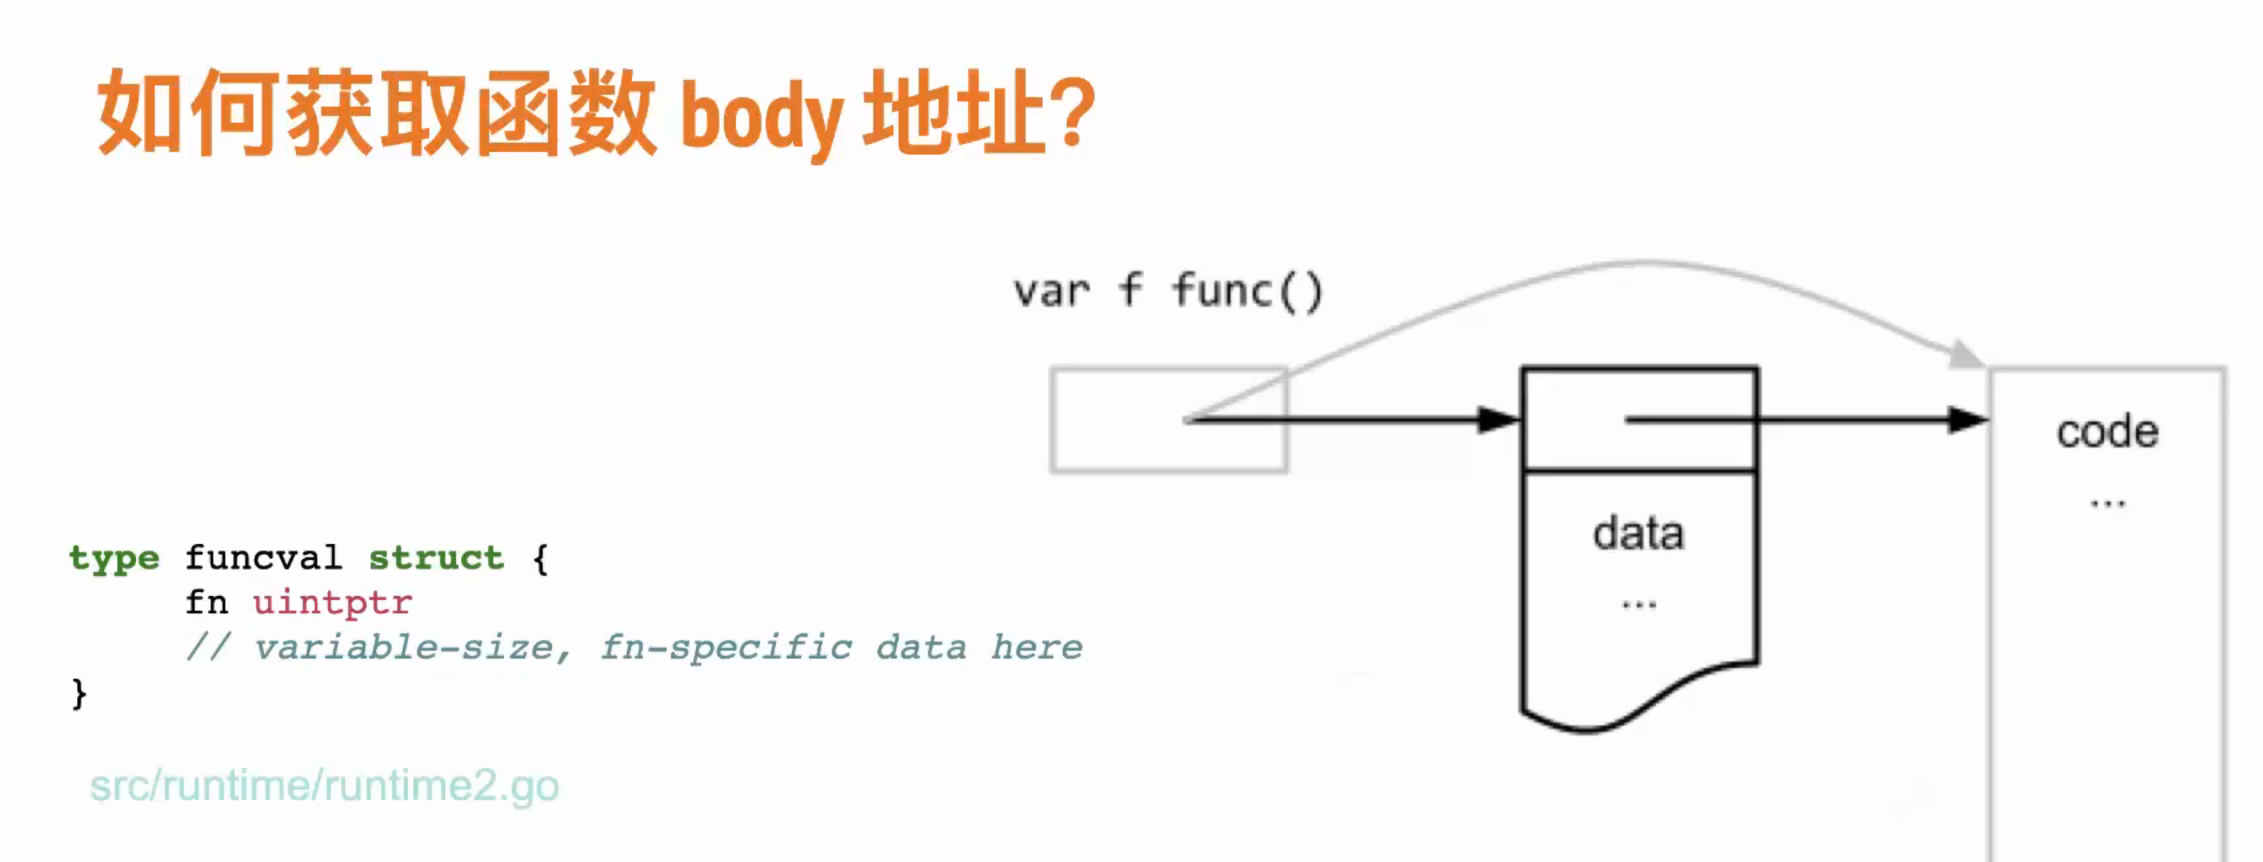 如何获取函数 body 地址?
var f func()
code
...
data
...
type funcval struct {
fn uintptr
// variable-size, fn-specific data here
}
src/runtime/runtime2.go